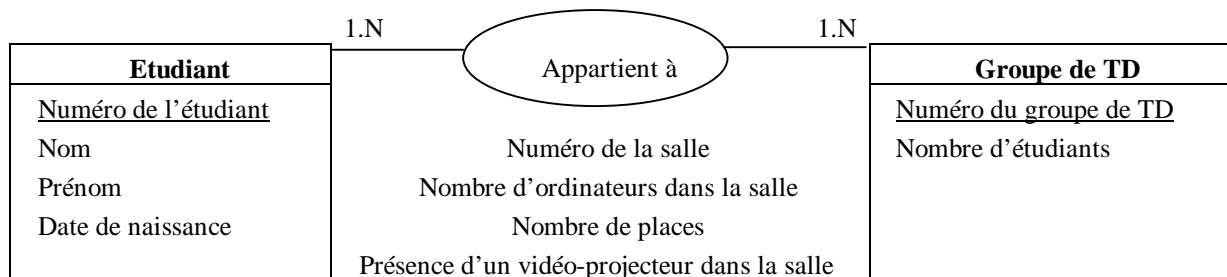 1.N
1.N
Etudiant
Appartient à
Groupe de TD
Numéro de l’étudiant
Numéro du groupe de TD
Nom
Numéro de la salle
Nombre d’étudiants
Prénom
Nombre d’ordinateurs dans la salle
Date de naissance
Nombre de places
Présence d’un vidéo-projecteur dans la salle